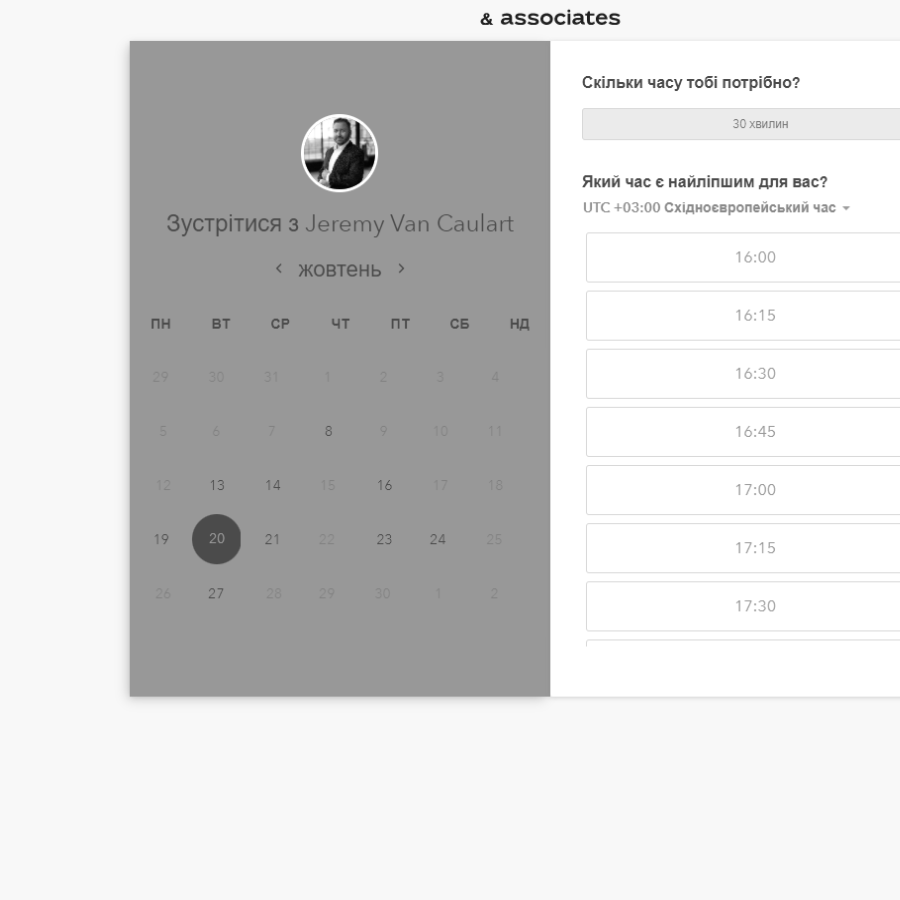 & associates
Зустрітися з Jeremy Van Caulart
жовтень
ПН ВТ СР ЧТ ПТ СБ НД
29 30 31 1 2 3 4
5 6 7 8 9 10 11
12 13 14 15 16 17 18
19 20 21 22 23 24 25
26 27 28 29 30 1 2
Скільки часу тобі потрібно?
30 хвилин
Який час є найліпшим для вас?
UTC +03:00 Східноєвропейський час
16:00
16:15
16:30
16:45
17:00
17:15
17:30